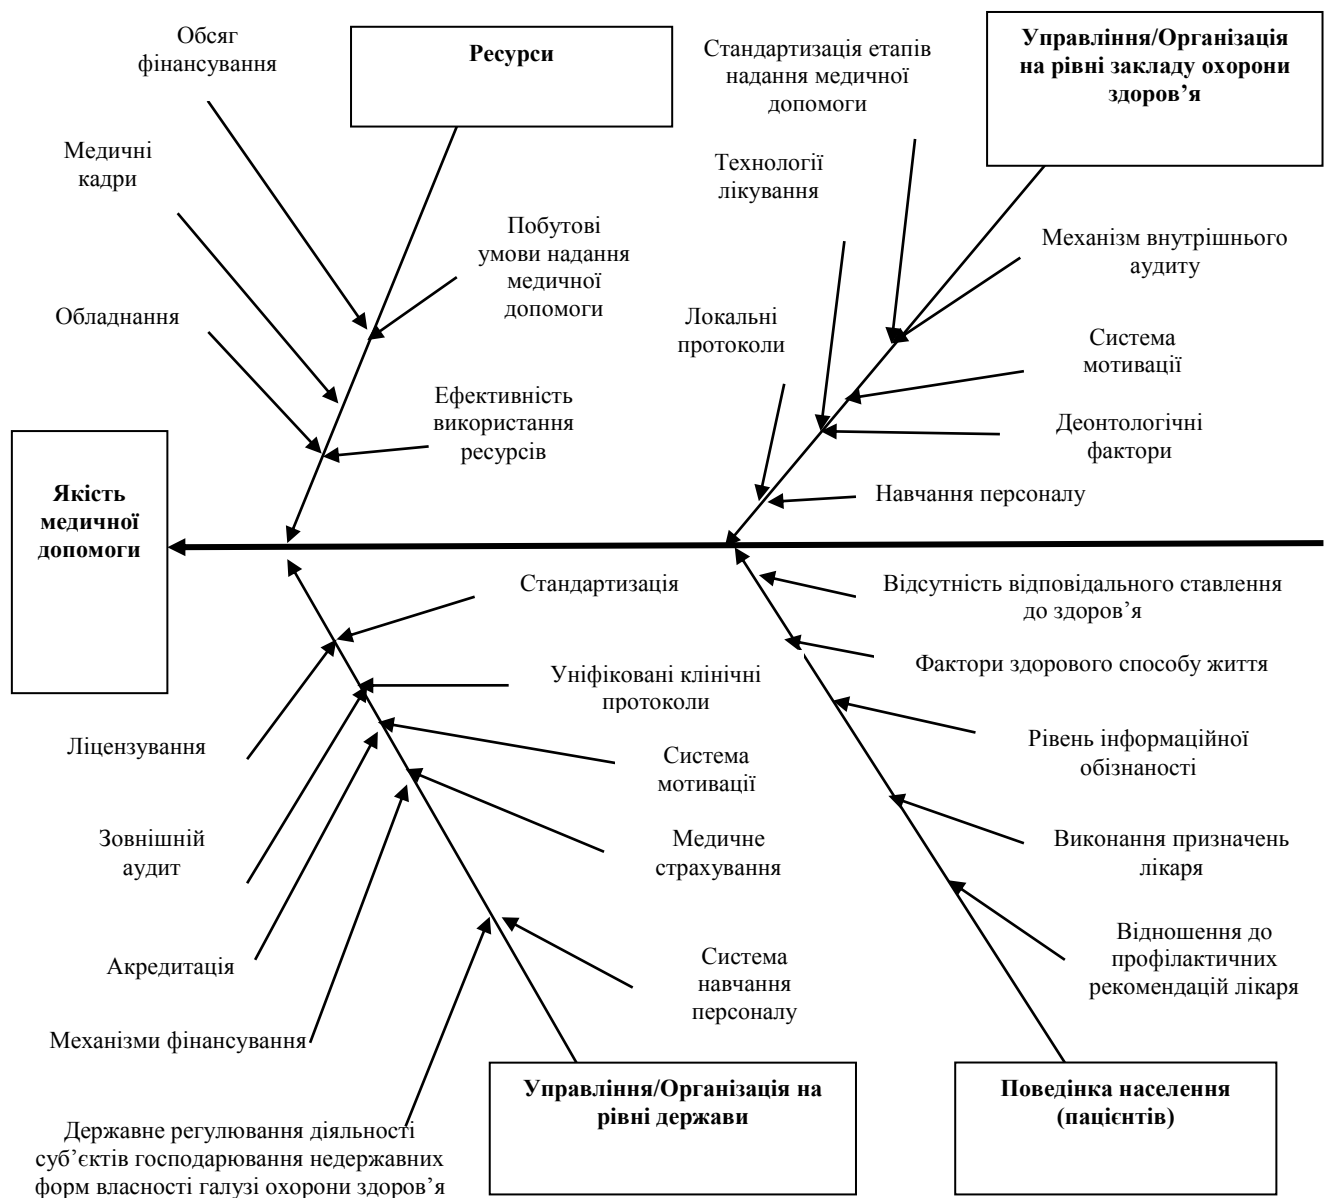 Обсяг
фінансування
Ресурси
Стандартизація етапів
надання медичної
допомоги
Управління/Організація
на рівні закладу охорони
здоров’я
Медичні
кадри
Технології
лікування
Побутові
умови надання
медичної
допомоги
Механізм внутрішнього
аудиту
Обладнання
Локальні
протоколи
Система
мотивації
Ефективність
використання
ресурсів
Деонтологічні
фактори
Навчання персоналу
Якість
медичної
допомоги
Стандартизація
Відсутність відповідального ставлення
до здоров’я
Уніфіковані клінічні
протоколи
Фактори здорового способу життя
Ліцензування
Система
мотивації
Рівень інформаційної
обізнаності
Зовнішній
аудит
Медичне
страхування
Виконання призначень
лікаря
Акредитація
Система
навчання
персоналу
Відношення до
профілактичних
рекомендацій лікаря
Механізми фінансування
Управління/Організація на
рівні держави
Поведінка населення
(пацієнтів)
Державне регулювання діяльності
суб’єктів господарювання недержавних
форм власності галузі охорони здоров’я